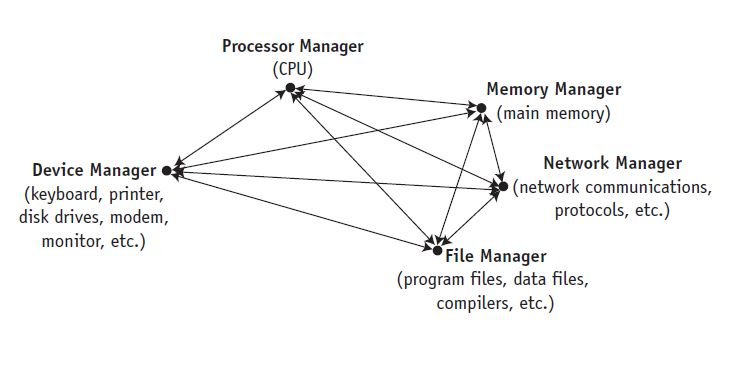 Processor Manager
(CPU)
Memory Manager
(main memory)
Device Manager
(keyboard, printer,
disk drives, modem,
monitor, etc.)
Network Manager
(network communications,
protocols, etc.)
File Manager
(program files, data files,
compilers, etc.)